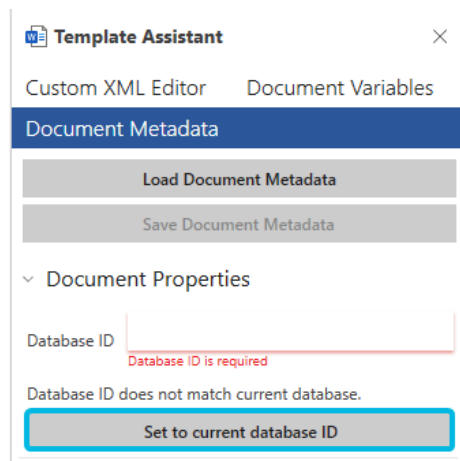 Template Assistant
Custom XML Editor Document Variables
Document Metadata
Load Document Metadata
Save Document Metadata
Document Properties
Database ID
Database ID is required
Database ID does not match current database.
Set to current database ID